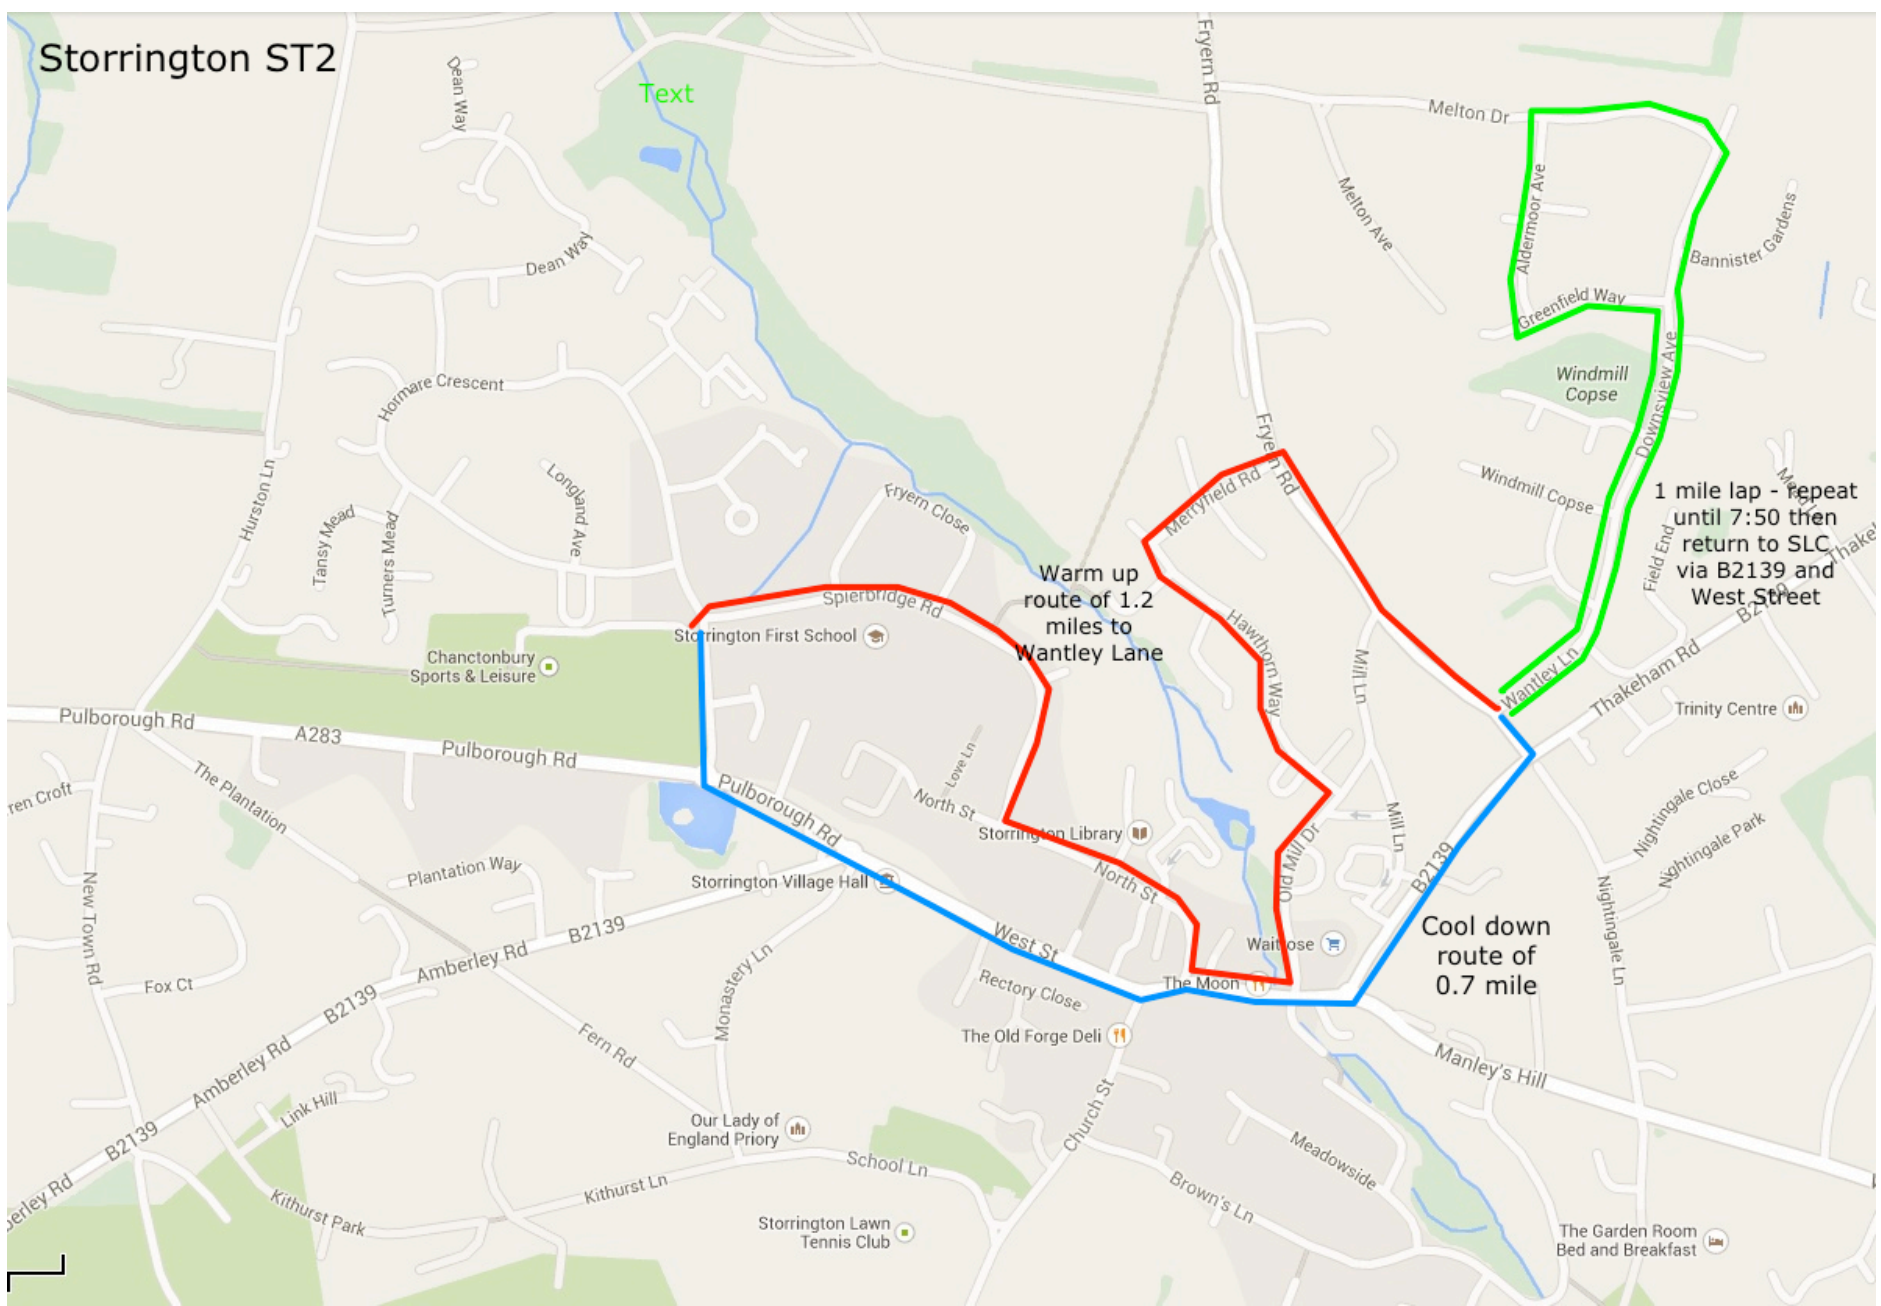 Storrington ST2
Text
Dean Way
Dean Way
Fryern Rd
Melton Dr
Melton Ave
Aldermoor Ave
Bannister Gardens
Greenfield Way
Windmill
Copse
Downsview Ave
Hormare Crescent
Hurston Ln
Longland Ave
Tansy Mead
Turners Mead
Fryern Close
Fryern Rd
Merryfield Rd
Windmill Copse
1 mile lap - repeat
until 7:50 then
return to SLC
via B2139 and
West Street
Field End
B2139
Warm up
route of 1.2
miles to
Wantley Lane
Spierbridge Rd
Storrington First School
Chanctonbury
Sports & Leisure
Hawthorn Way
Mill Ln
Wantley Ln
Thakeham Rd
Trinity Centre
Pulborough Rd
A283
Pulborough Rd
Pulborough Rd
The Plantation
Love Ln
North St
Storrington Library
North St
Old Mill Dr
Mill Ln
B2139
Nightingale Close
Nightingale Park
Nightingale Ln
ren Croft
New Town Rd
Plantation Way
Storrington Village Hall
B2139
Amberley Rd
West St
Waitrose
The Moon
Cool down
route of
0.7 mile
Fox Ct
B2139
Monastery Ln
Rectory Close
The Old Forge Deli
Fern Rd
Amberley Rd
Link Hill
B2139
Manley's Hill
Our Lady of
England Priory
Church St
School Ln
Meadowside
Brown's Ln
Kithurst Ln
Kithurst Park
berley Rd
Storrington Lawn
Tennis Club
The Garden Room
Bed and Breakfast